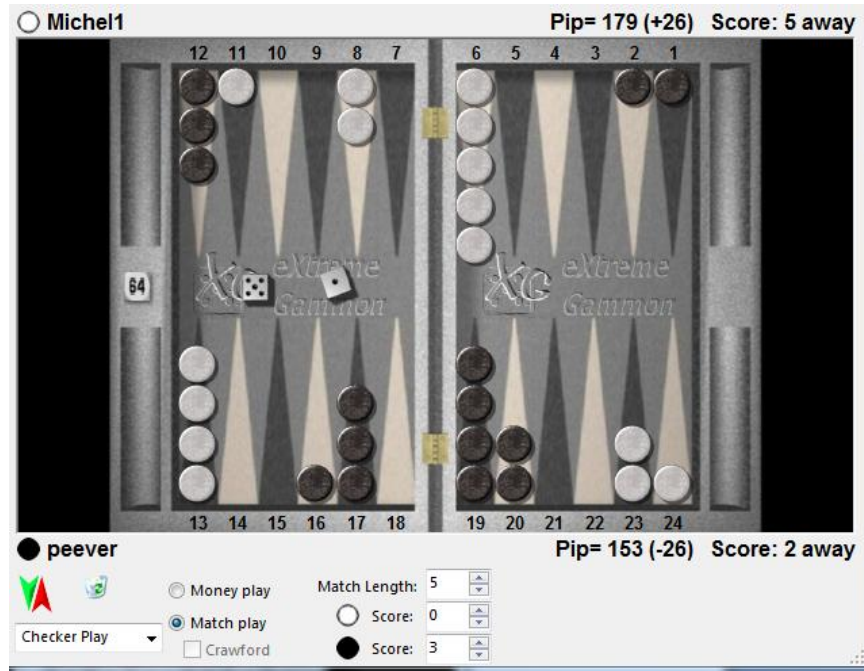 Michel1 Pip= 179 (+26) Score: 5 away
12 11 10 9 8 7 6 5 4 3 2 1
64
XG eXtreme Gammon XG eXtreme Gammon
13 14 15 16 17 18 19 20 21 22 23 24
peever Pip= 153 (-26) Score: 2 away
Money play Match Length: 5
Match play Score: 0
Checker Play Crawford Score: 3